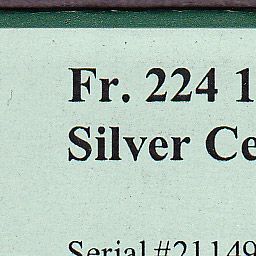 Fr. 224 1
Silver Ce
Serial #21149